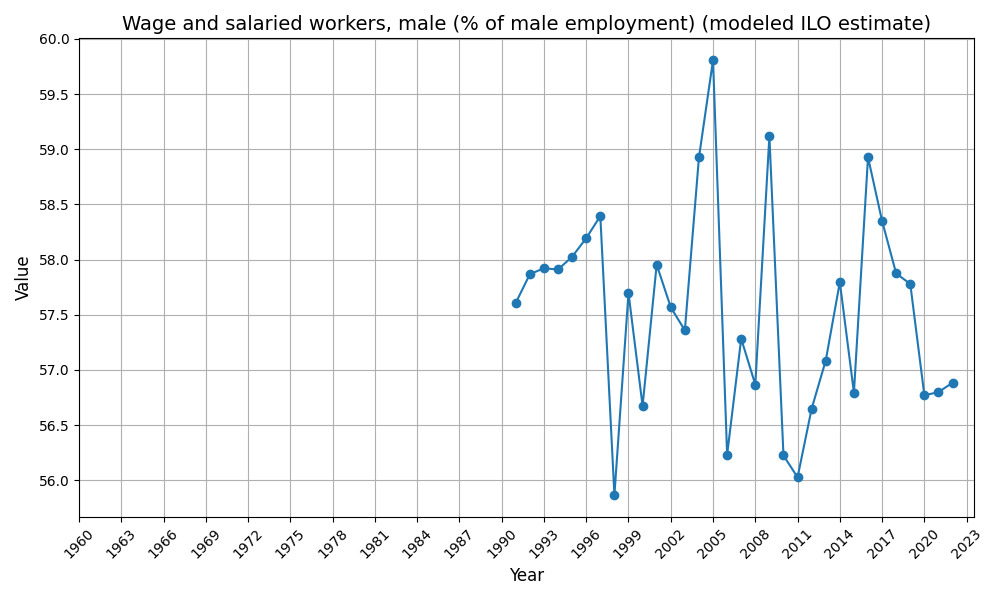 Wage and salaried workers, male (% of male employment) (modeled ILO estimate)
60.0
59.5
59.0
58.5
58.0
57.5
57.0
56.5
56.0
Value
1960 1963 1966 1969 1972 1975 1978 1981 1984 1987 1990 1993 1996 1999 2002 2005 2008 2011 2014 2017 2020 2023
Year